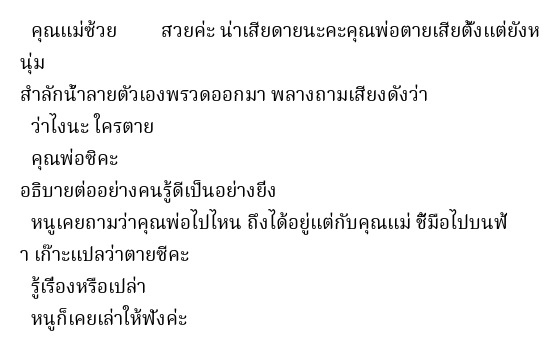 คุณแม่ซ้วย สวยค่ะ น่าเสียดายนะคะคุณพ่อตายเสียตั้งแต่ยังห
นุ่ม
สำลักน้ำลายตัวเองพรวดออกมา พลางถามเสียงดังว่า
ว่าไงนะ ใครตาย
คุณพ่อซิคะ
อธิบายต่ออย่างคนรู้ดีเป็นอย่างยิ่ง
หนูเคยถามว่าคุณพ่อไปไหน ถึงได้อยู่แต่กับคุณแม่ ชี้มือไปบนฟ้
า เก๊าะแปลว่าตายซีคะ
รู้เรื่องหรือเปล่า
หนูก็เคยเล่าให้ฟังค่ะ